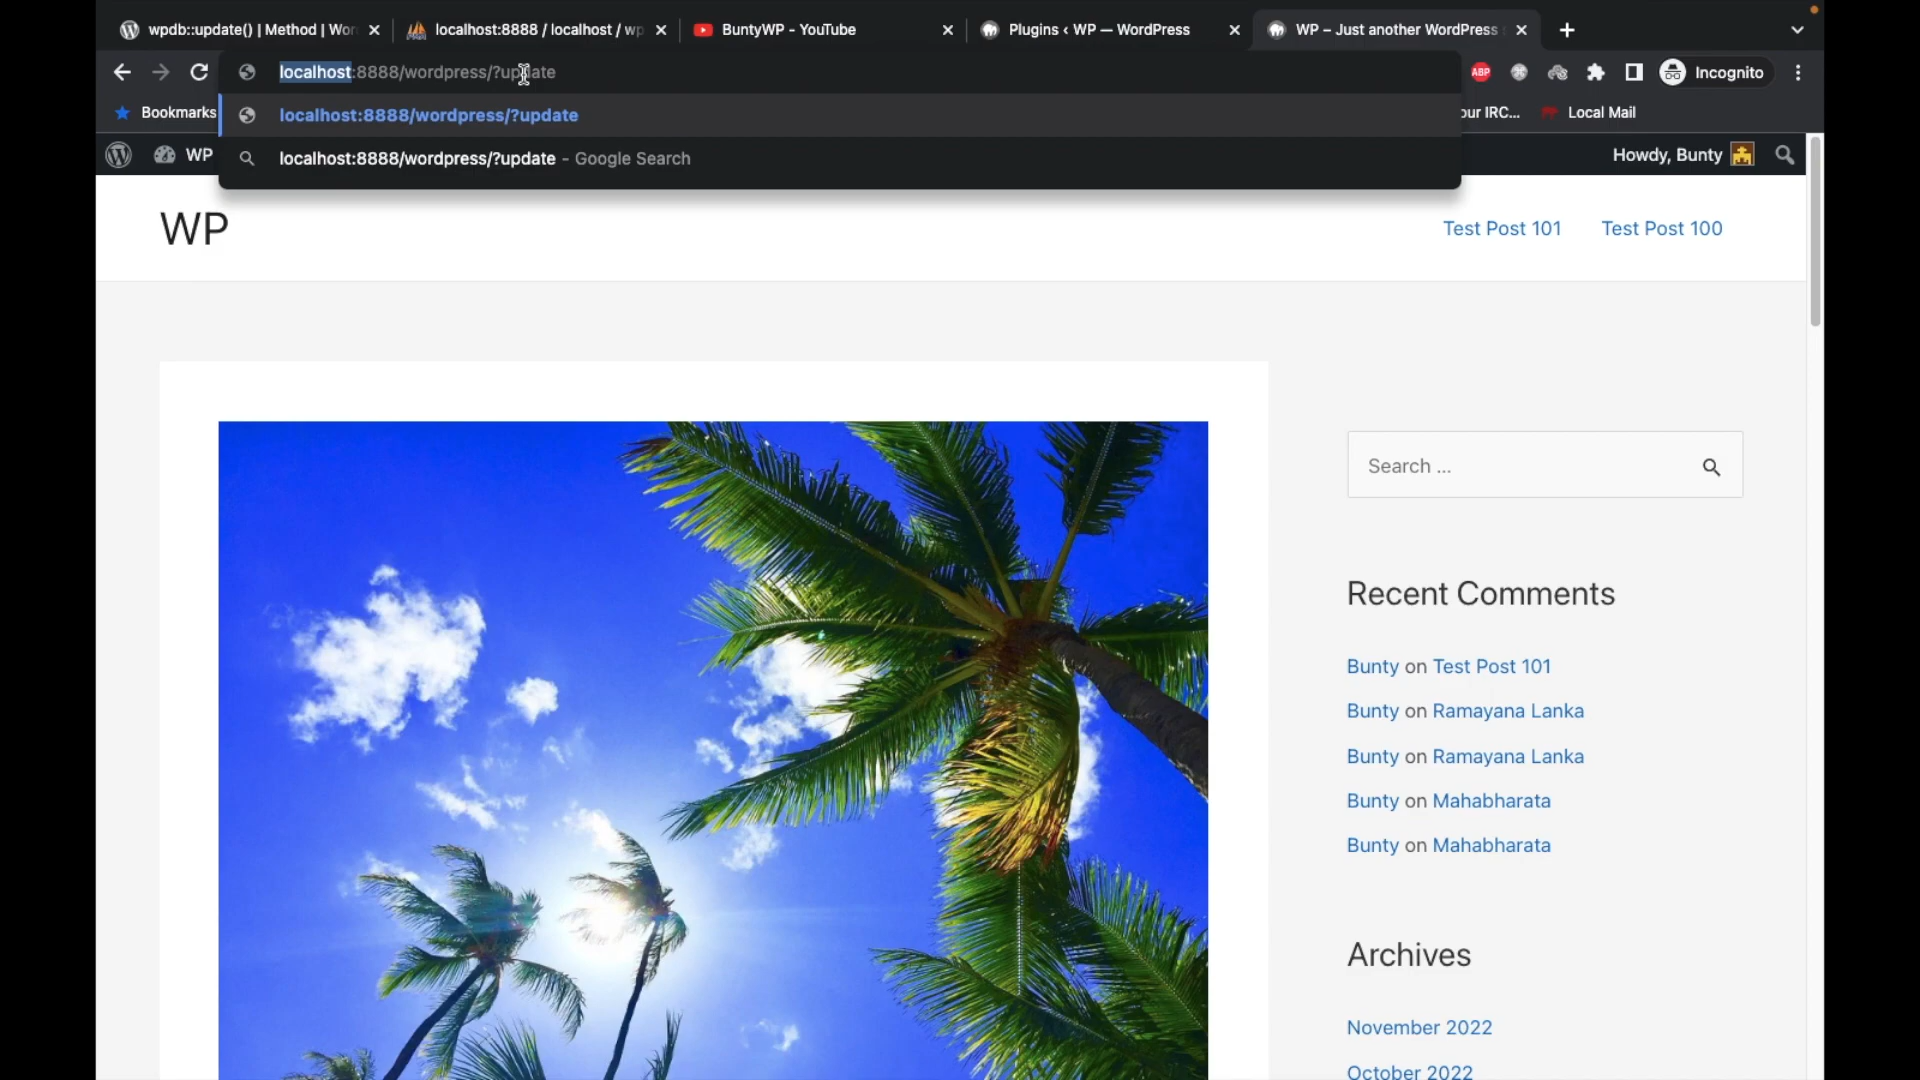 wpdb::update() | Method | Wor
localhost:8888 / localhost / wp
BuntyWP - YouTube
Plugins ‹ WP — WordPress
WP – Just another WordPress s
localhost:8888/wordpress/?update
ABP
Incognito
Bookmarks
localhost:8888/wordpress/?update
our IRC...
Local Mail
WP
localhost:8888/wordpress/?update - Google Search
Howdy, Bunty
WP
Test Post 101
Test Post 100
Search ...
Recent Comments
Bunty on Test Post 101
Bunty on Ramayana Lanka
Bunty on Ramayana Lanka
Bunty on Mahabharata
Bunty on Mahabharata
Archives
November 2022
October 2022